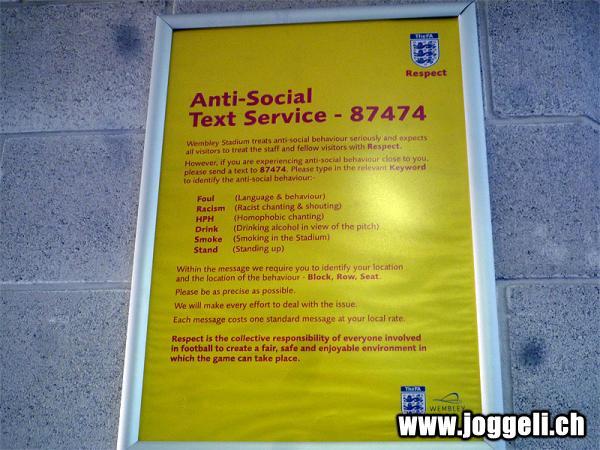 TheFA
Respect
Anti-Social
Text Service - 87474
Wembley Stadium treats anti-social behaviour seriously and expects
all visitors to treat the staff and fellow visitors with Respect.
However, if you are experiencing anti-social behaviour close to you,
please send a text to 87474. Please type in the relevant Keyword
to identify the anti-social behaviour:-
Foul (Language & behaviour)
Racism (Racist chanting & shouting)
HPH (Homophobic chanting)
Drink (Drinking alcohol in view of the pitch)
Smoke (Smoking in the Stadium)
Stand (Standing up)
Within the message we require you to identify your location
and the location of the behaviour - Block, Row, Seat.
Please be as precise as possible.
We will make every effort to deal with the issue.
Each message costs one standard message at your local rate.
Respect is the collective responsibility of everyone involved
in football to create a fair, safe and enjoyable environment in
which the game can take place.
TheFA
WEMBLEY
www.joggeli.ch